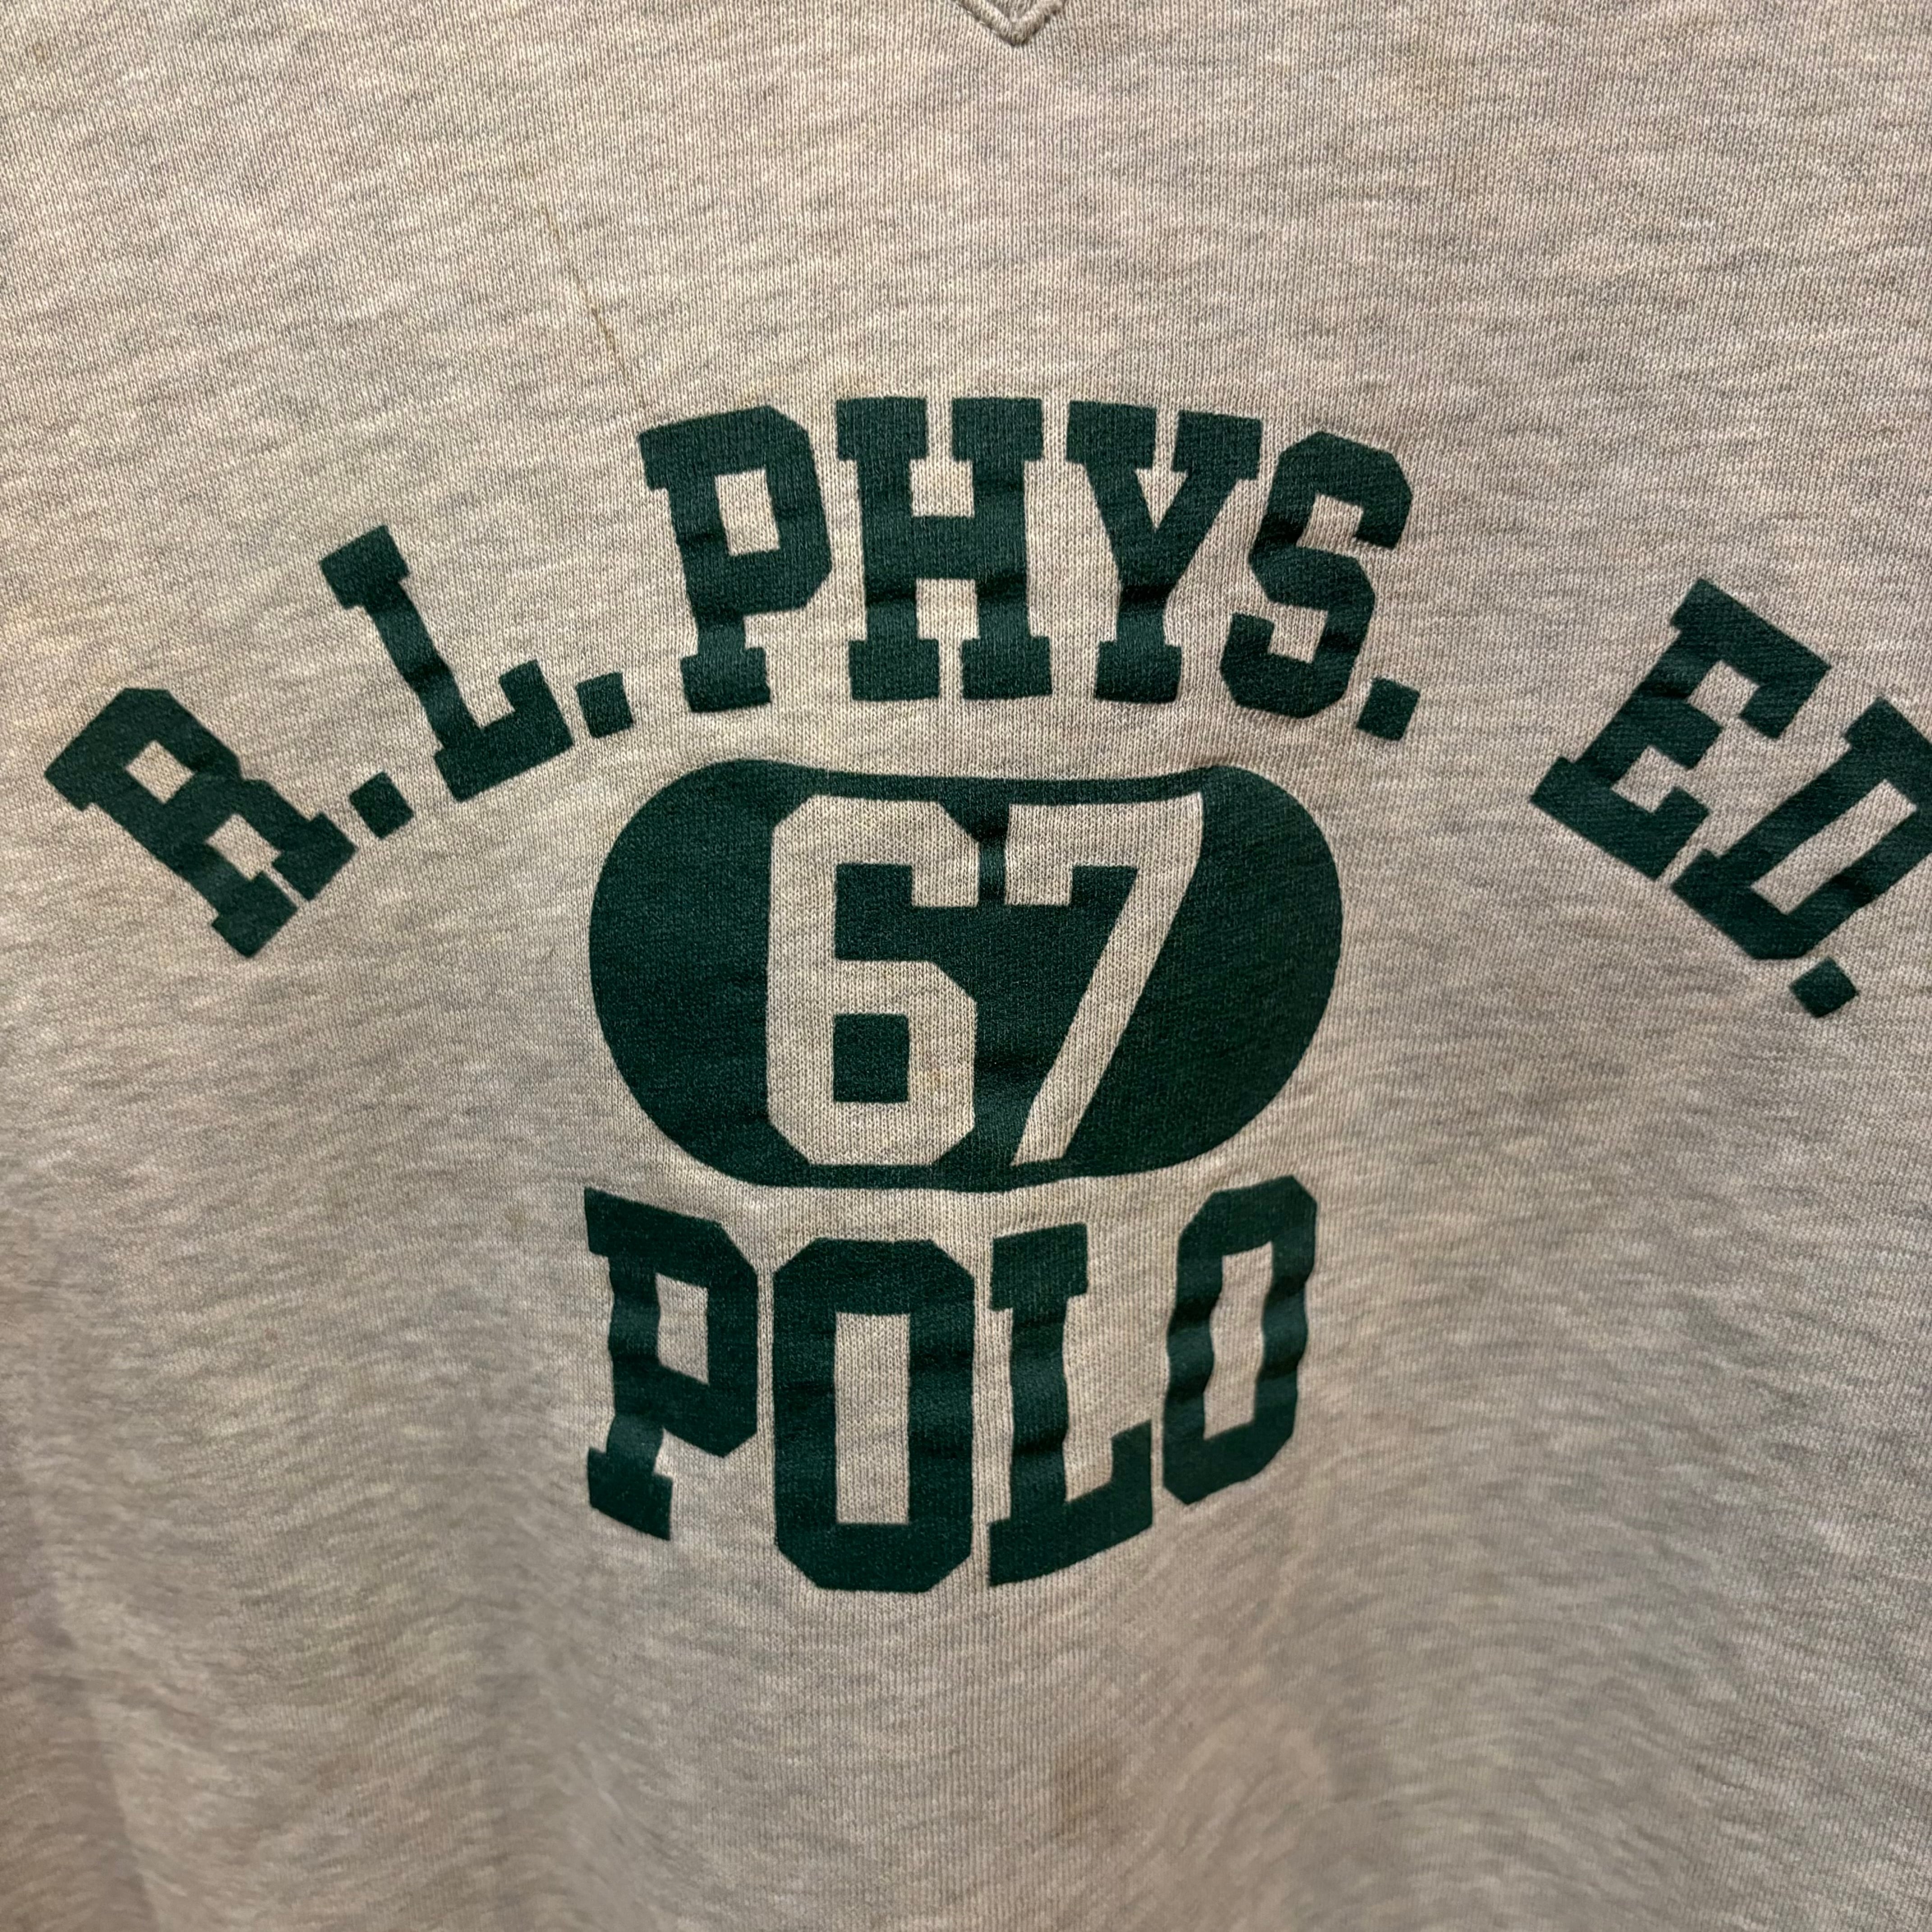 R.L. PHYS. ED.
67
POLO